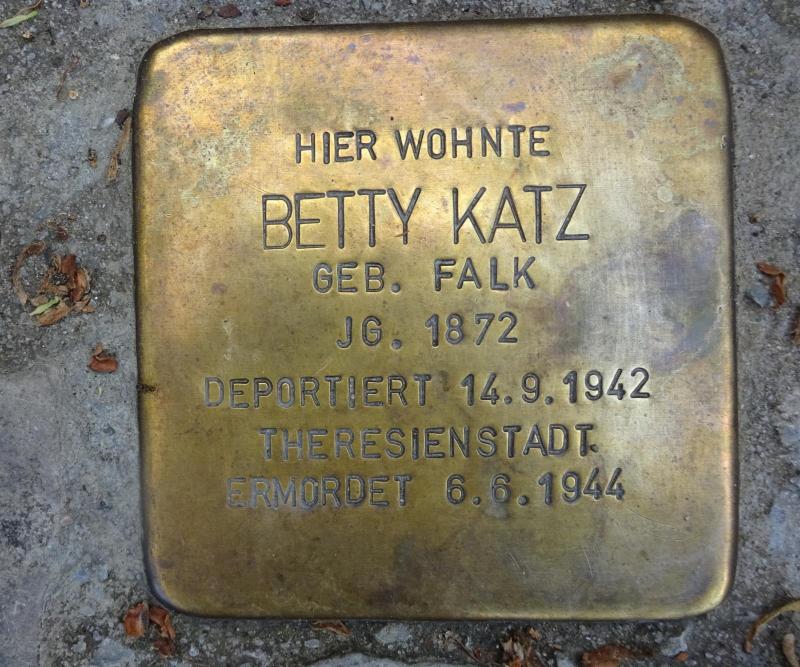 HIER WOHNTE
BETTY KATZ
GEB. FALK
JG. 1872
DEPORTIERT 14.9.1942
THERESIENSTADT
ERMORDET 6.6.1944